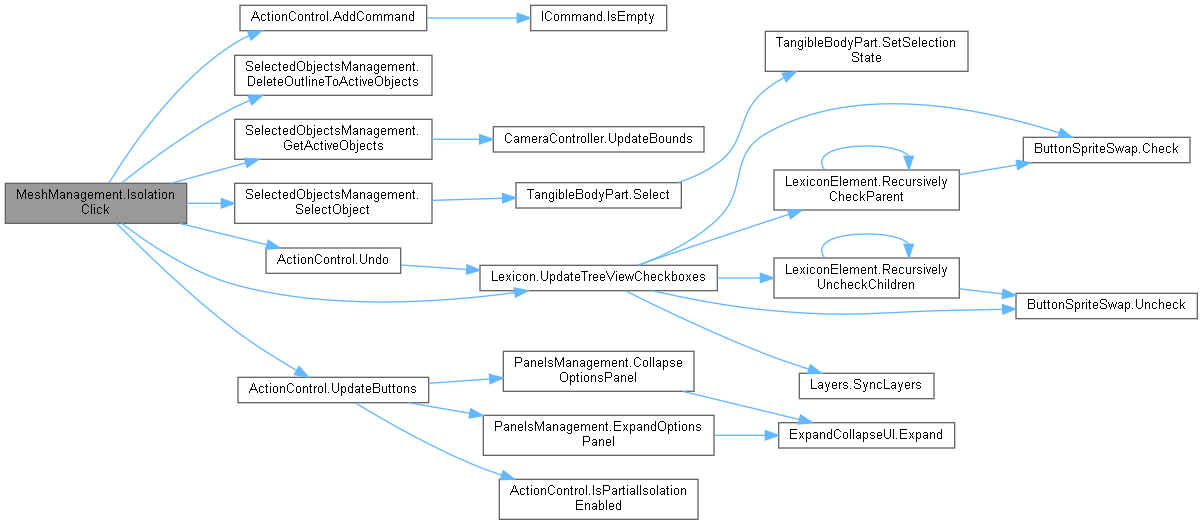 MeshManagement.Isolation
Click
ActionControl.AddCommand
ICommand.IsEmpty
SelectedObjectsManagement.
DeleteOutlineToActiveObjects
SelectedObjectsManagement.
GetActiveObjects
CameraController.UpdateBounds
SelectedObjectsManagement.
SelectObject
TangibleBodyPart.Select
TangibleBodyPart.SetSelection
State
ActionControl.Undo
Lexicon.UpdateTreeViewCheckboxes
ButtonSpriteSwap.Check
LexiconElement.Recursively
CheckParent
LexiconElement.Recursively
UncheckChildren
ButtonSpriteSwap.Uncheck
Layers.SyncLayers
ActionControl.UpdateButtons
PanelsManagement.Collapse
OptionsPanel
PanelsManagement.ExpandOptions
Panel
ExpandCollapseUI.Expand
ActionControl.IsPartialIsolation
Enabled